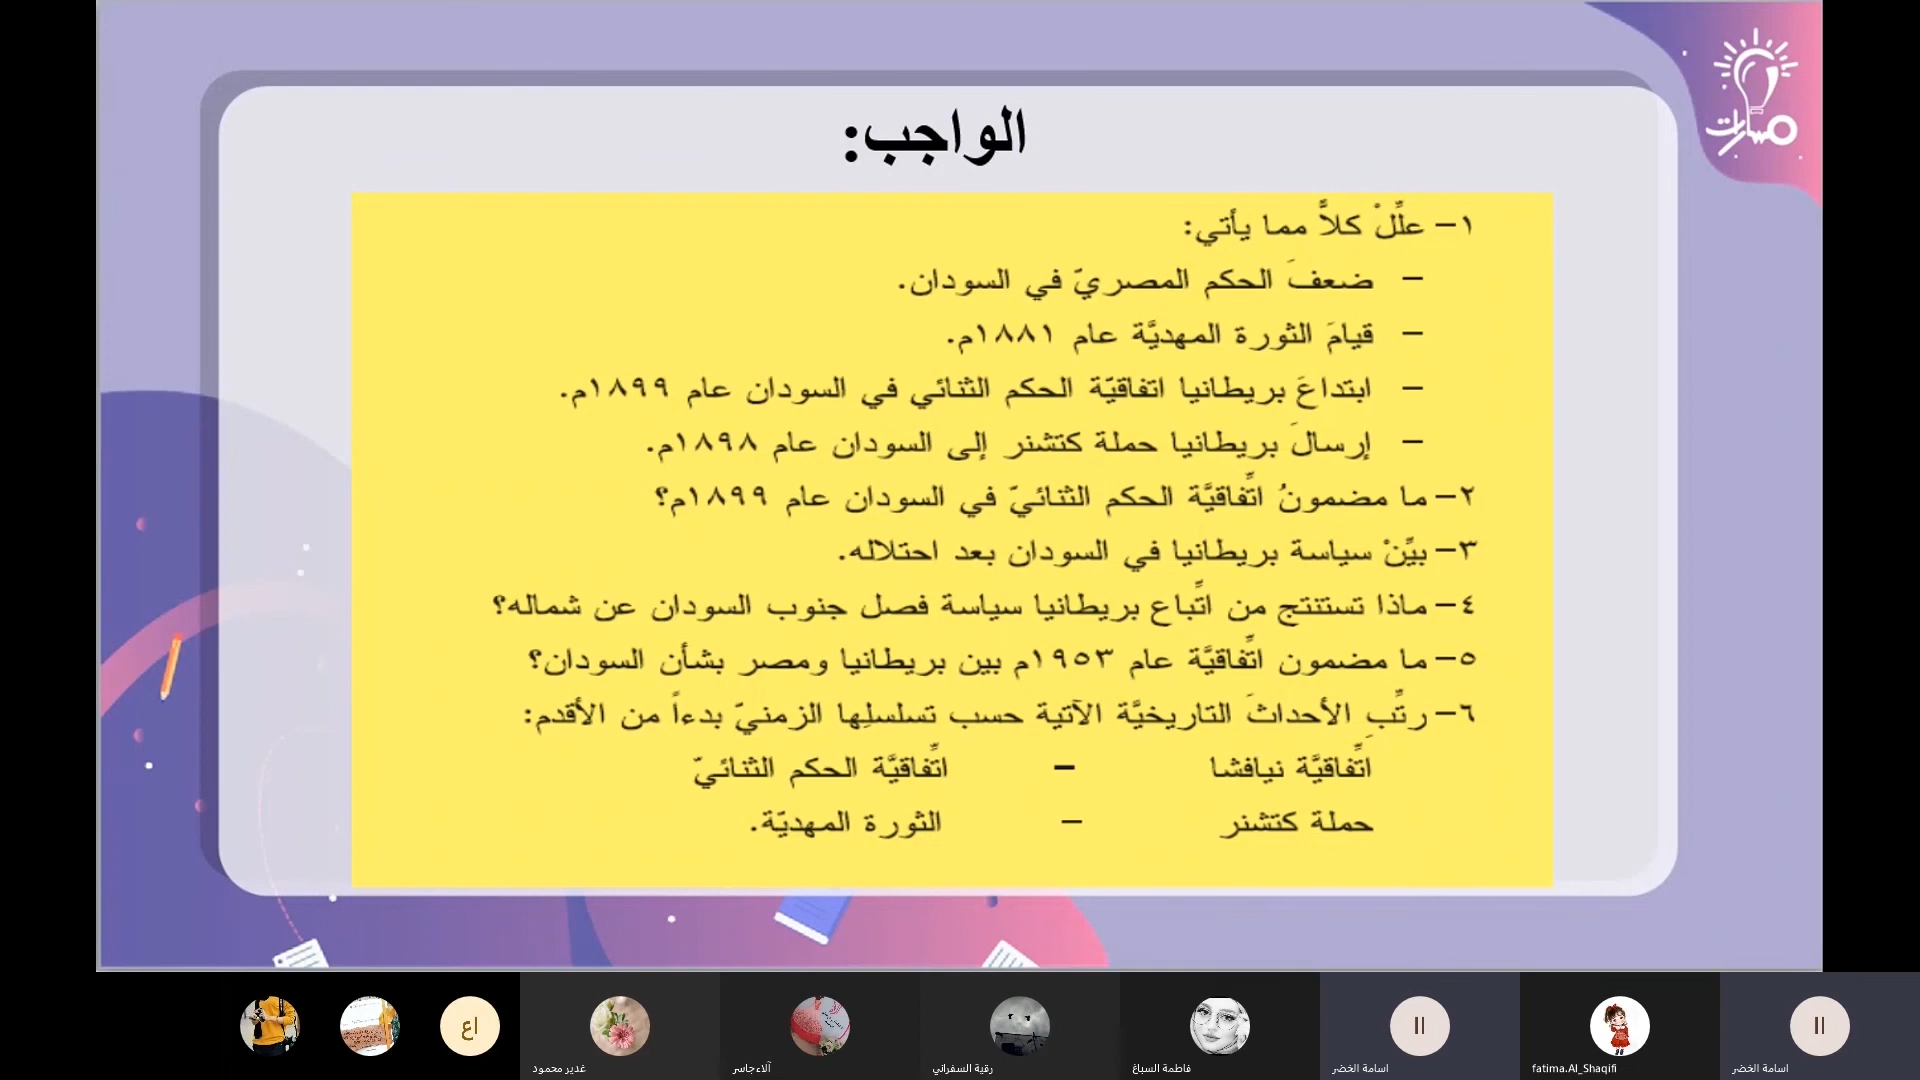 مسارات
الواجب:
١- علِّلْ كلاًّ مما يأتي:
- ضعفَ الحكم المصريّ في السودان.
- قيامَ الثورة المهديَّة عام ١٨٨١م.
- ابتداعَ بريطانيا اتفاقيّة الحكم الثنائي في السودان عام ١٨٩٩م.
- إرسالَ بريطانيا حملة كتشنر إلى السودان عام ١٨٩٨م.
٢- ما مضمونُ اتِّفاقيَّة الحكم الثنائيّ في السودان عام ١٨٩٩م؟
٣- بيِّنْ سياسة بريطانيا في السودان بعد احتلاله.
٤- ماذا تستنتج من اتِّباع بريطانيا سياسة فصل جنوب السودان عن شماله؟
٥- ما مضمون اتِّفاقيَّة عام ١٩٥٣م بين بريطانيا ومصر بشأن السودان؟
٦- رتِّبِ الأحداثَ التاريخيَّة الآتية حسب تسلسلِها الزمنيّ بدءاً من الأقدم:
اتِّفاقيَّة نيافشا - اتِّفاقيَّة الحكم الثنائيّ
حملة كتشنر - الثورة المهديّة.
اع
غدير محمود
آلاء جاسر
رقية السفراني
فاطمة السباغ
اا
اسامة الخضر
fatima.Al_Shaqifi
اا
اسامة الخضر